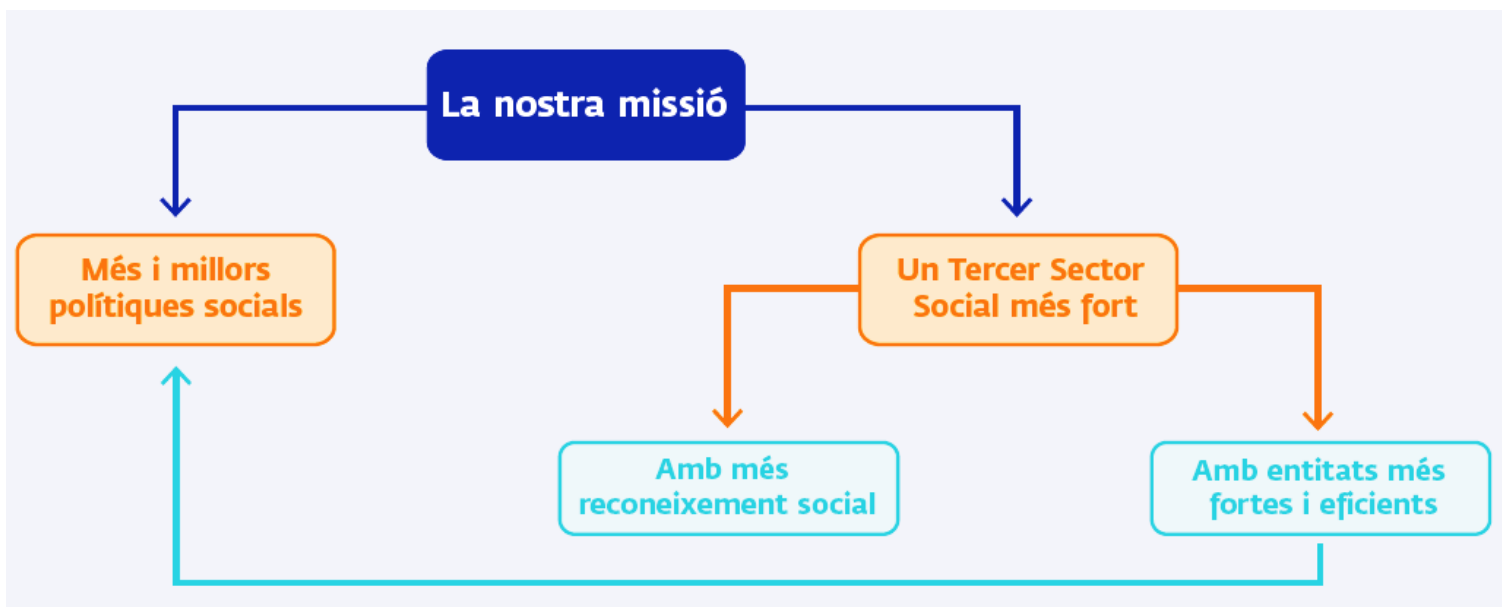 La nostra missió
Més i millors
polítiques socials
Un Tercer Sector
Social més fort
Amb més
reconeixement social
Amb entitats més
fortes i eficients